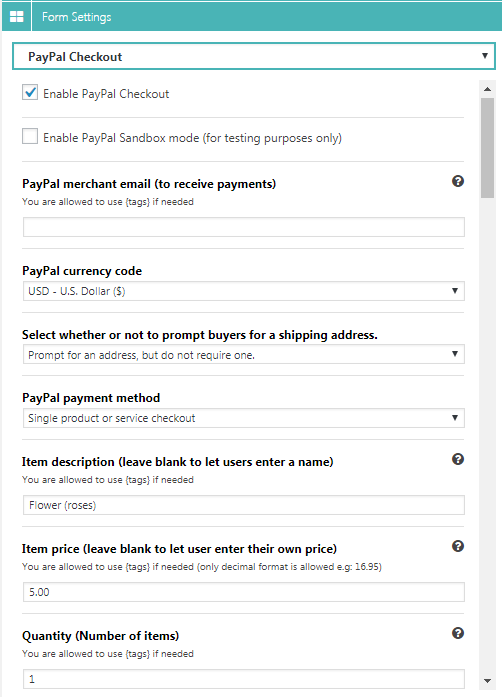 Form Settings
PayPal Checkout
Enable PayPal Checkout
Enable PayPal Sandbox mode (for testing purposes only)
PayPal merchant email (to receive payments)
You are allowed to use {tags} if needed
PayPal currency code
USD - U.S. Dollar ($)
Select whether or not to prompt buyers for a shipping address.
Prompt for an address, but do not require one.
PayPal payment method
Single product or service checkout
Item description (leave blank to let users enter a name)
You are allowed to use {tags} if needed
Flower (roses)
Item price (leave blank to let user enter their own price)
You are allowed to use {tags} if needed (only decimal format is allowed e.g: 16.95)
5.00
Quantity (Number of items)
You are allowed to use {tags} if needed
1